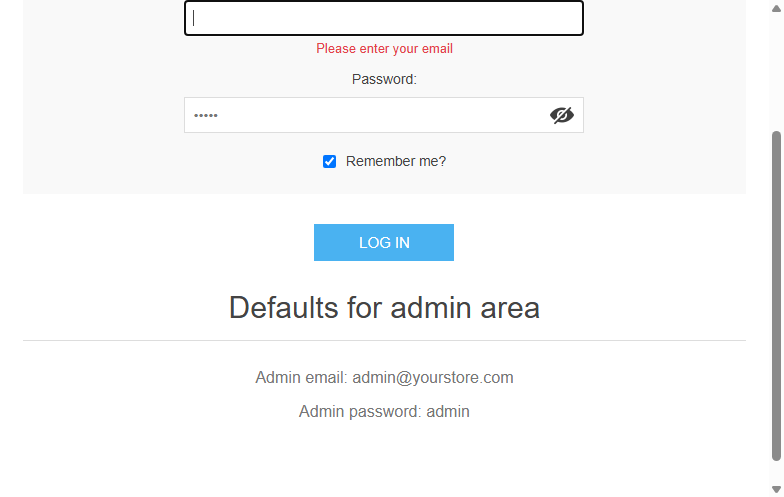 Please enter your email
Password:
•••••
Remember me?
LOG IN
Defaults for admin area
Admin email: admin@yourstore.com
Admin password: admin